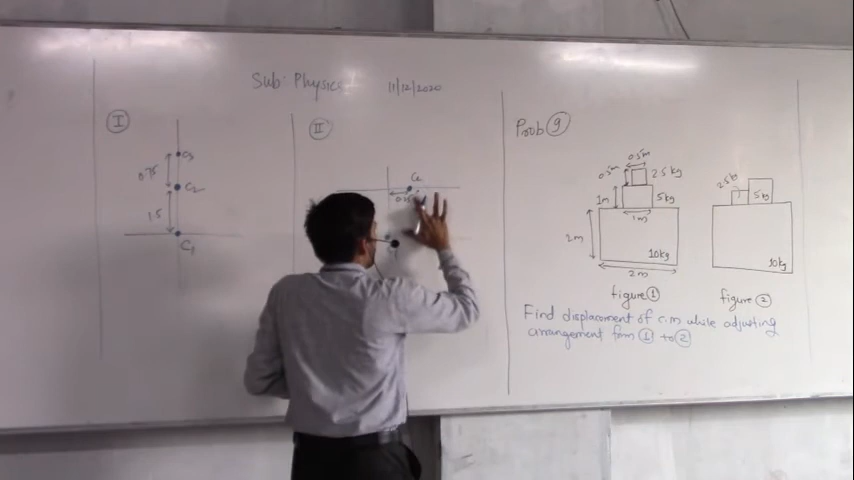 Sub: Physics
11/12/2020
I
C3
0.75
C2
1.5
C1
II
C2
Prob 9
0.5m
0.5m
2.5kg
1m
5kg
1m
2m
10kg
2m
figure 1
2.5kg
5kg
10kg
figure 2
Find displacement of c.m while adjusting
arrangement from 1 to 2